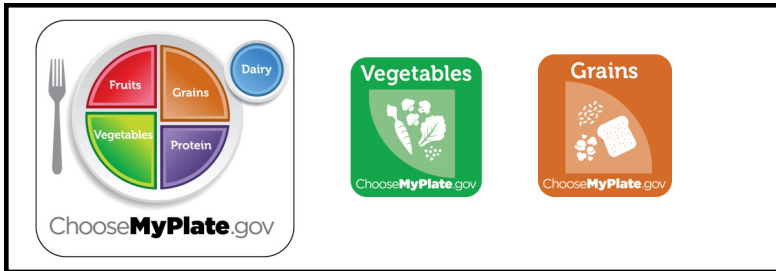 Fruits
Grains
Dairy
Vegetables
Protein
ChooseMyPlate.gov
Vegetables
ChooseMyPlate.gov
Grains
ChooseMyPlate.gov